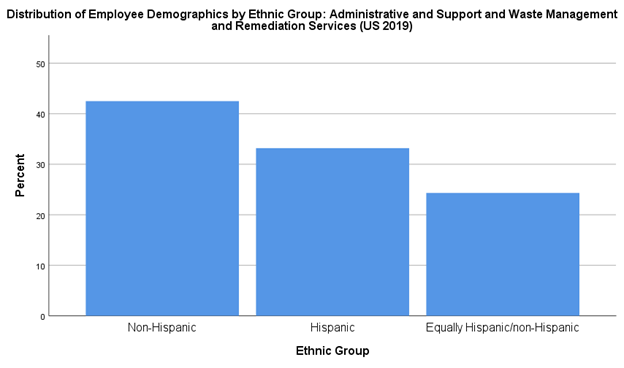 Distribution of Employee Demographics by Ethnic Group: Administrative and Support and Waste Management
and Remediation Services (US 2019)
50
40
30
20
10
0
Percent
Non-Hispanic
Hispanic
Equally Hispanic/non-Hispanic
Ethnic Group